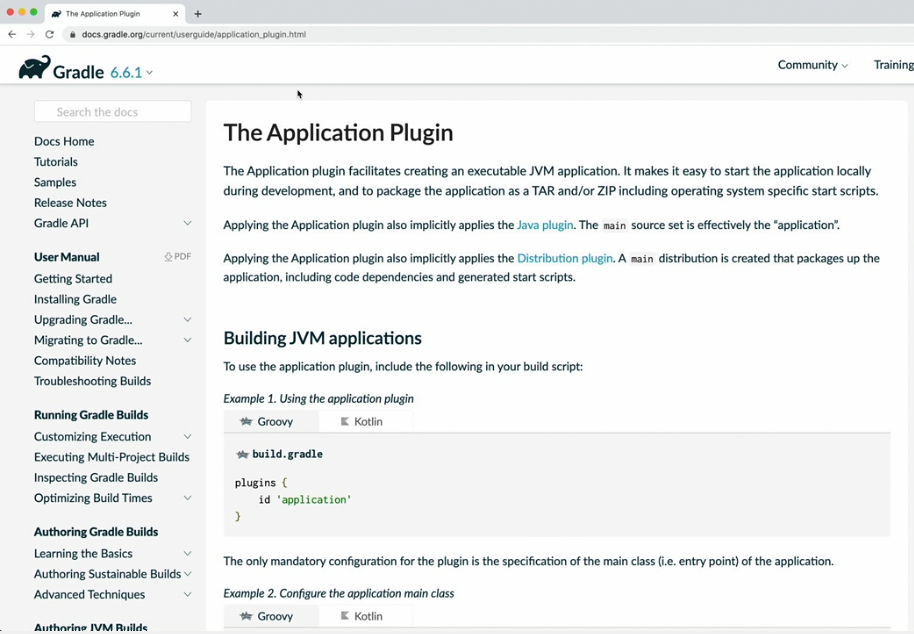 The Application Plugin
docs.gradle.org/current/userguide/application_plugin.html
Gradle 6.6.1
Community
Training
Search the docs
Docs Home
Tutorials
Samples
Release Notes
Gradle API
User Manual
PDF
Getting Started
Installing Gradle
Upgrading Gradle...
Migrating to Gradle...
Compatibility Notes
Troubleshooting Builds
Running Gradle Builds
Customizing Execution
Executing Multi-Project Builds
Inspecting Gradle Builds
Optimizing Build Times
Authoring Gradle Builds
Learning the Basics
Authoring Sustainable Builds
Advanced Techniques
Authoring JVM Builds
The Application Plugin
The Application plugin facilitates creating an executable JVM application. It makes it easy to start the application locally
during development, and to package the application as a TAR and/or ZIP including operating system specific start scripts.
Applying the Application plugin also implicitly applies the Java plugin. The main source set is effectively the “application”.
Applying the Application plugin also implicitly applies the Distribution plugin. A main distribution is created that packages up the
application, including code dependencies and generated start scripts.
Building JVM applications
To use the application plugin, include the following in your build script:
Example 1. Using the application plugin
Groovy
Kotlin
build.gradle
plugins {
id 'application'
}
The only mandatory configuration for the plugin is the specification of the main class (i.e. entry point) of the application.
Example 2. Configure the application main class
Groovy
Kotlin